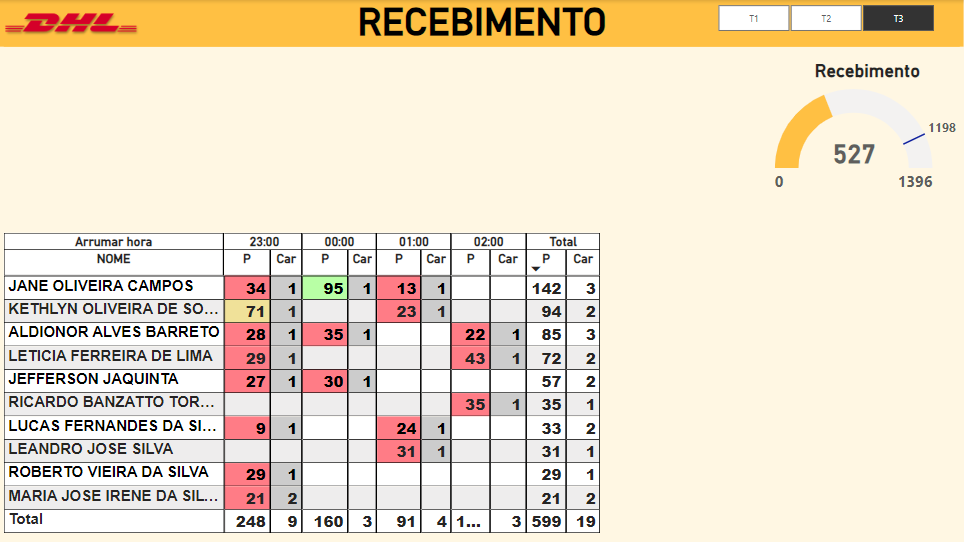 DHL RECEBIMENTO T1 T2 T3
Recebimento
1198
527
0 1396
Arrumar hora 23:00 00:00 01:00 02:00 Total
NOME P Car P Car P Car P Car P Car
JANE OLIVEIRA CAMPOS 34 1 95 1 13 1 142 3
KETHLYN OLIVEIRA DE SO... 71 1 23 1 94 2
ALDIONOR ALVES BARRETO 28 1 35 1 22 1 85 3
LETICIA FERREIRA DE LIMA 29 1 43 1 72 2
JEFFERSON JAQUINTA 27 1 30 1 57 2
RICARDO BANZATTO TOR... 35 1 35 1
LUCAS FERNANDES DA SI... 9 1 24 1 33 2
LEANDRO JOSE SILVA 31 1 31 1
ROBERTO VIEIRA DA SILVA 29 1 29 1
MARIA JOSE IRENE DA SIL... 21 2 21 2
Total 248 9 160 3 91 4 1... 3 599 19